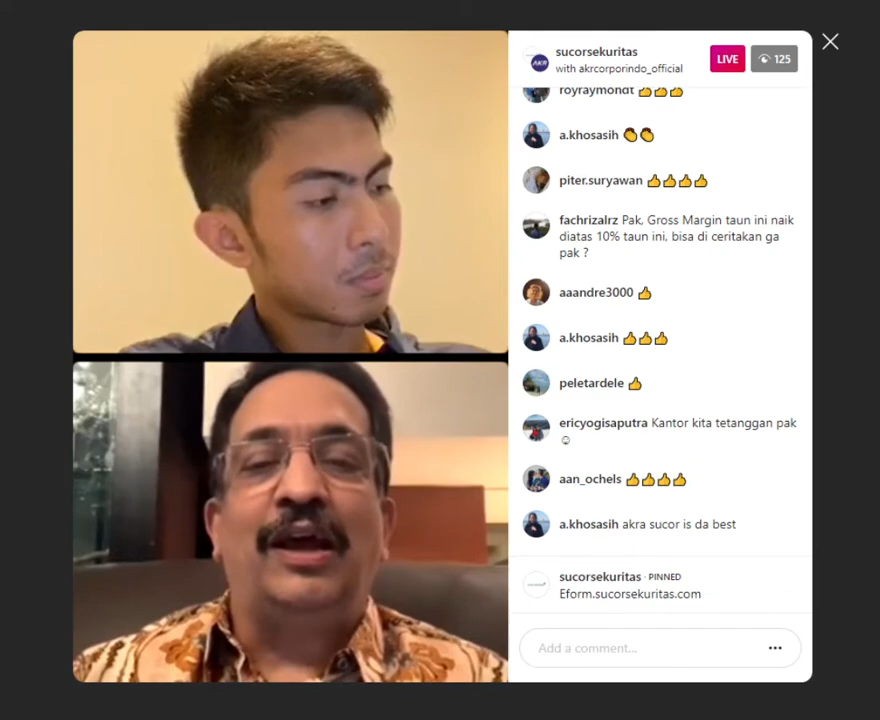 sucorsekuritas
with akrcorporindo_official
LIVE
125
AKR
royraymondt 👍👍👍
a.khosasih 👏👏
piter.suryawan 👍👍👍👍
fachrizalrz Pak, Gross Margin taun ini naik
diatas 10% taun ini, bisa di ceritakan ga
pak ?
aaandre3000 👍
a.khosasih 👍👍👍
peletardele 👍
ericyogisaputra Kantor kita tetanggan pak
☺
aan_ochels 👍👍👍👍
a.khosasih akra sucor is da best
sucorsekuritas · PINNED
Eform.sucorsekuritas.com
Add a comment...